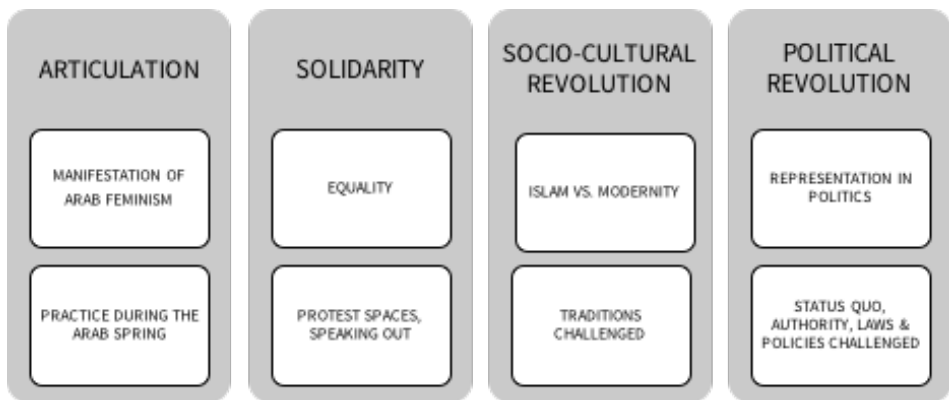 ARTICULATION
MANIFESTATION OF
ARAB FEMINISM
PRACTICE DURING THE
ARAB SPRING
SOLIDARITY
EQUALITY
PROTEST SPACES,
SPEAKING OUT
SOCIO-CULTURAL
REVOLUTION
ISLAM VS. MODERNITY
TRADITIONS
CHALLENGED
POLITICAL
REVOLUTION
REPRESENTATION IN
POLITICS
STATUS QUO,
AUTHORITY, LAWS &
POLICIES CHALLENGED